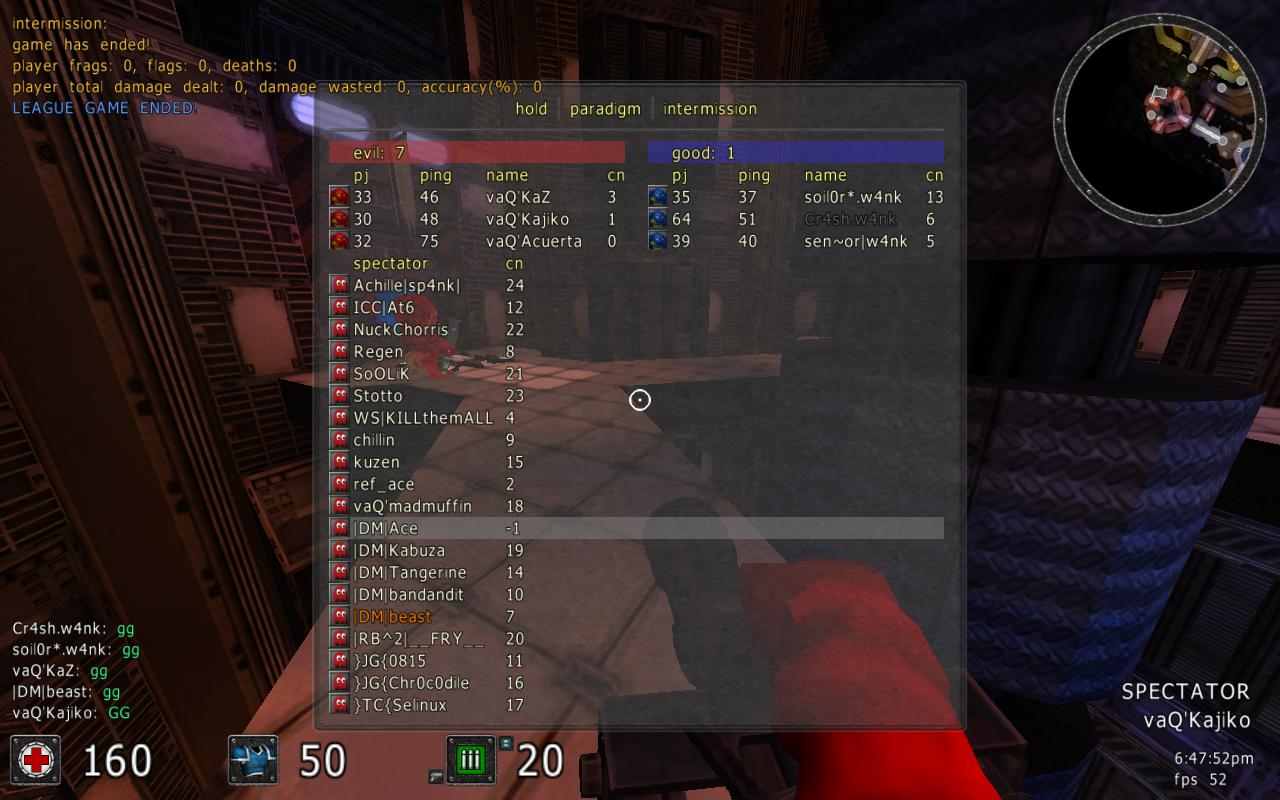 intermission:
game has ended!
player frags: 0, flags: 0, deaths: 0
player total damage dealt: 0, damage wasted: 0, accuracy(%): 0
LEAGUE GAME ENDED!
hold paradigm intermission
evil: 7 good: 1
pj ping name cn pj ping name cn
33 46 vaQ'KaZ 3 35 37 soil0r*.w4nk 13
30 48 vaQ'Kajiko 1 64 51 Cr4sh.w4nk 6
32 75 vaQ'Acuerta 0 39 40 sen~or|w4nk 5
spectator cn
Achille|sp4nk| 24
ICC|At6 12
NuckChorris 22
Regen_ 8
SoOLiK 21
Stotto 23
WS|KILLthemALL 4
chillin 9
kuzen 15
ref_ace 2
vaQ'madmuffin 18
|DM|Ace -1
|DM|Kabuza 19
|DM|Tangerine 14
|DM|bandandit 10
|DM|beast 7
|RB^2|__FRY__ 20
}JG{0815 11
}JG{Chr0c0dile 16
}TC{Selinux 17
Cr4sh.w4nk: gg
soil0r*.w4nk: gg
vaQ'KaZ: gg
|DM|beast: gg
vaQ'Kajiko: GG
160 50 20
SPECTATOR
vaQ'Kajiko
6:47:52pm
fps 52